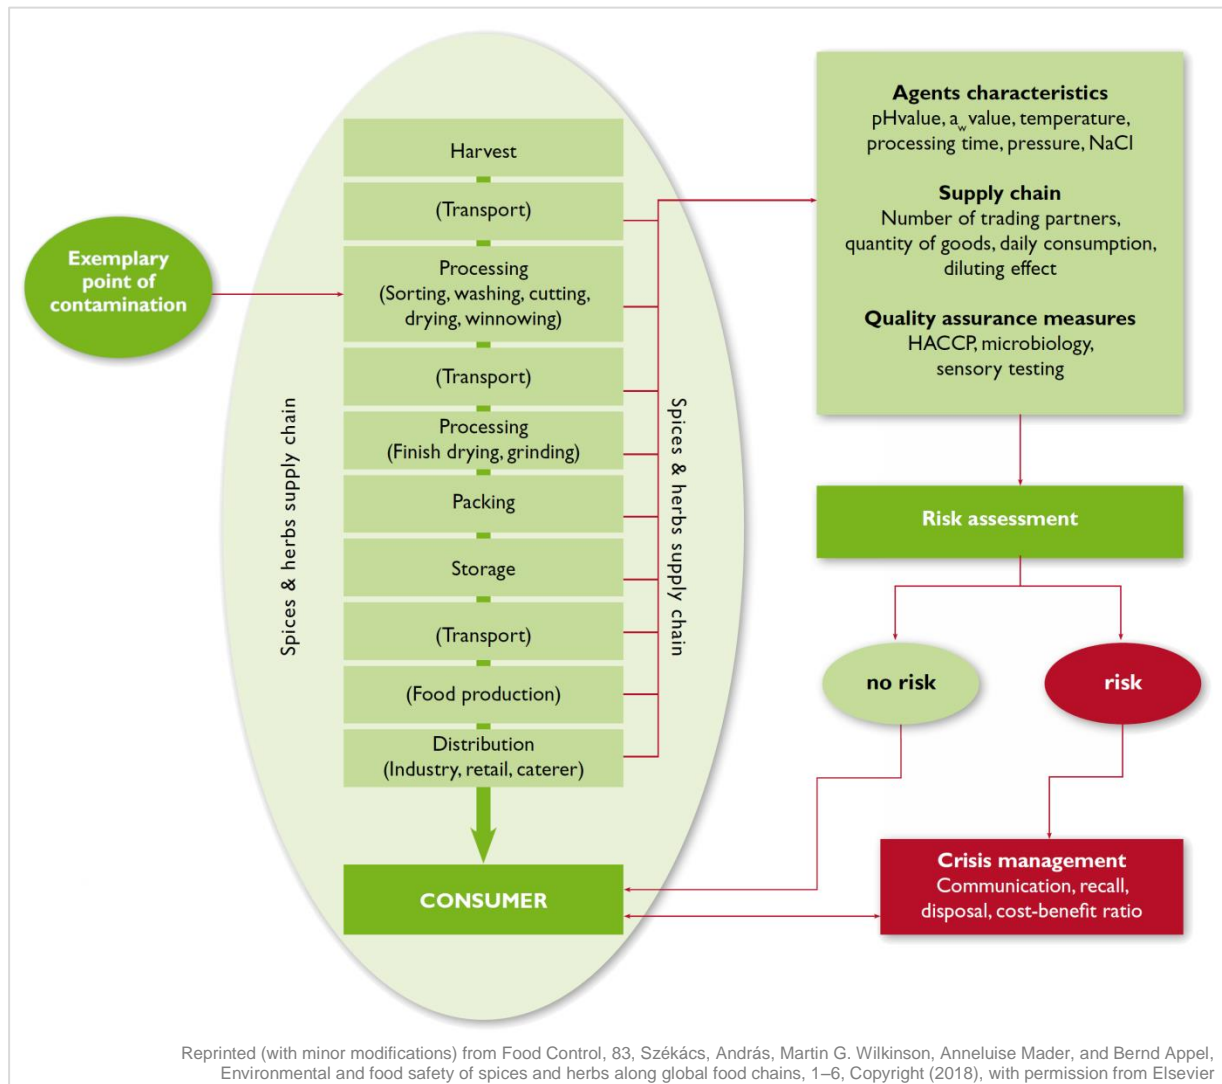 Exemplary
point of
contamination
Spices & herbs supply chain
Harvest
(Transport)
Processing
(Sorting, washing, cutting,
drying, winnowing)
(Transport)
Processing
(Finish drying, grinding)
Packing
Storage
(Transport)
(Food production)
Distribution
(Industry, retail, caterer)
CONSUMER
Spices & herbs supply chain
Agents characteristics
pHvalue, aw value, temperature,
processing time, pressure, NaCl
Supply chain
Number of trading partners,
quantity of goods, daily consumption,
diluting effect
Quality assurance measures
HACCP, microbiology,
sensory testing
Risk assessment
no risk
risk
Crisis management
Communication, recall,
disposal, cost-benefit ratio
Reprinted (with minor modifications) from Food Control, 83, Székács, András, Martin G. Wilkinson, Anneluise Mader, and Bernd Appel,
Environmental and food safety of spices and herbs along global food chains, 1–6, Copyright (2018), with permission from Elsevier